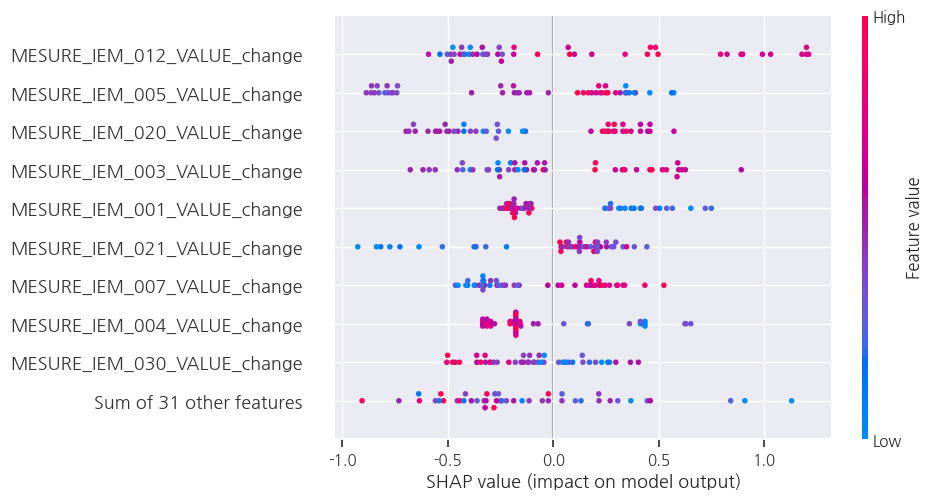 High
MESURE_IEM_012_VALUE_change
MESURE_IEM_005_VALUE_change
MESURE_IEM_020_VALUE_change
MESURE_IEM_003_VALUE_change
MESURE_IEM_001_VALUE_change
MESURE_IEM_021_VALUE_change
MESURE_IEM_007_VALUE_change
MESURE_IEM_004_VALUE_change
MESURE_IEM_030_VALUE_change
Sum of 31 other features
Feature value
Low
-1.0 -0.5 0.0 0.5 1.0
SHAP value (impact on model output)